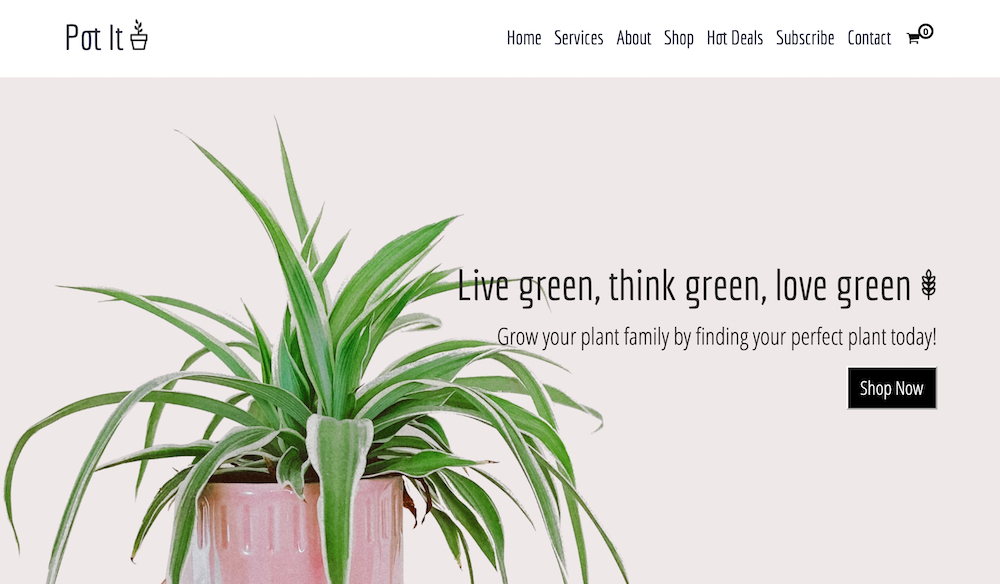 Pot It
Home Services About Shop Hot Deals Subscribe Contact 0
Live green, think green, love green
Grow your plant family by finding your perfect plant today!
Shop Now